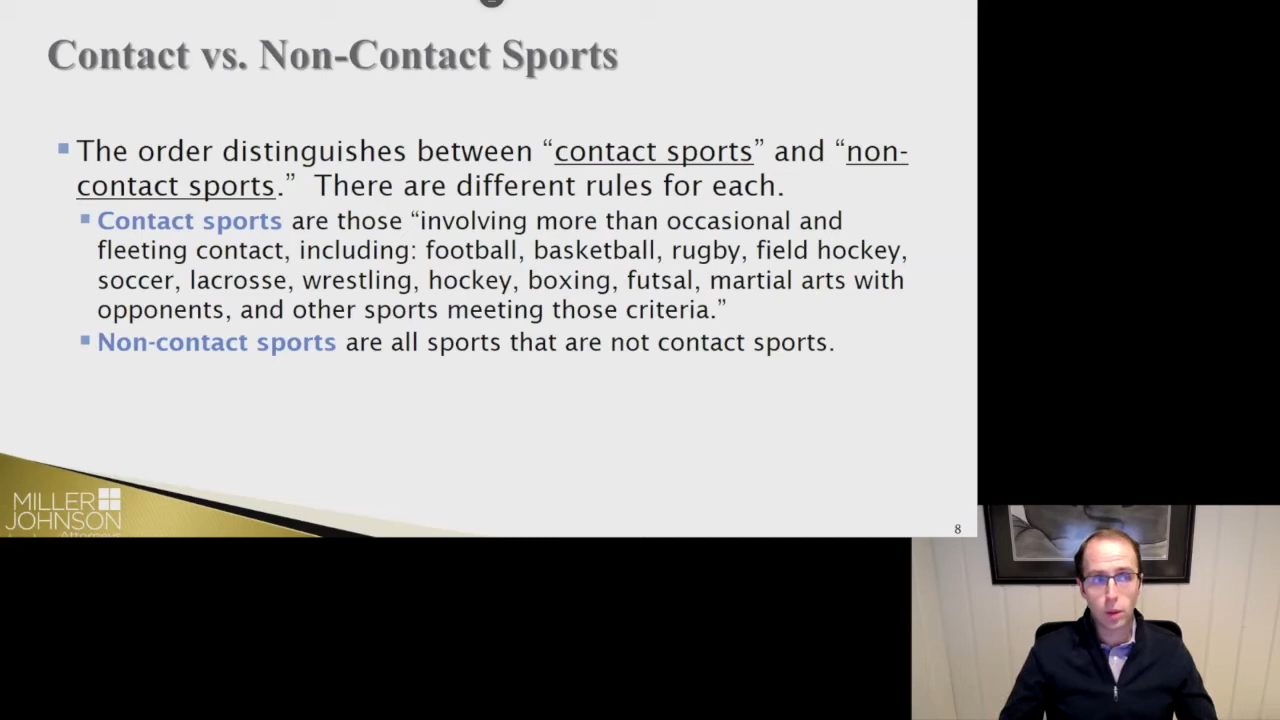 Contact vs. Non-Contact Sports
The order distinguishes between “contact sports” and “non-
contact sports.” There are different rules for each.
Contact sports are those “involving more than occasional and
fleeting contact, including: football, basketball, rugby, field hockey,
soccer, lacrosse, wrestling, hockey, boxing, futsal, martial arts with
opponents, and other sports meeting those criteria.”
Non-contact sports are all sports that are not contact sports.
MILLER
JOHNSON
Attorneys
8